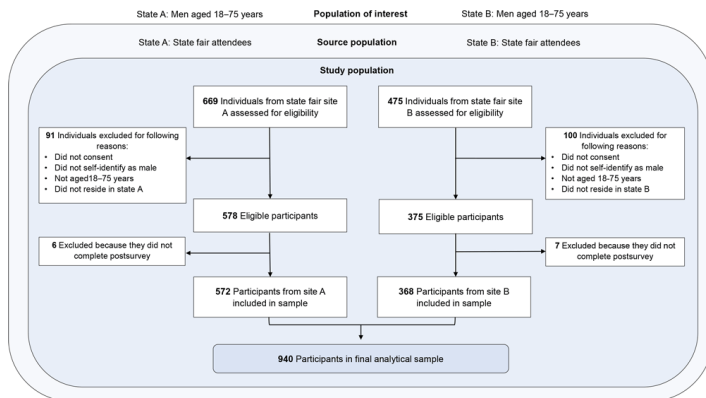 State A: Men aged 18–75 years
Population of interest
State B: Men aged 18–75 years
State A: State fair attendees
Source population
State B: State fair attendees
Study population
669 Individuals from state fair site
A assessed for eligibility
475 Individuals from state fair site
B assessed for eligibility
91 Individuals excluded for following
reasons:
• Did not consent
• Did not self-identify as male
• Not aged18–75 years
• Did not reside in state A
100 Individuals excluded for
following reasons:
• Did not consent
• Did not self-identify as male
• Not aged 18-75 years
• Did not reside in state B
578 Eligible participants
375 Eligible participants
6 Excluded because they did not
complete postsurvey
7 Excluded because they did not
complete postsurvey
572 Participants from site A
included in sample
368 Participants from site B
included in sample
940 Participants in final analytical sample